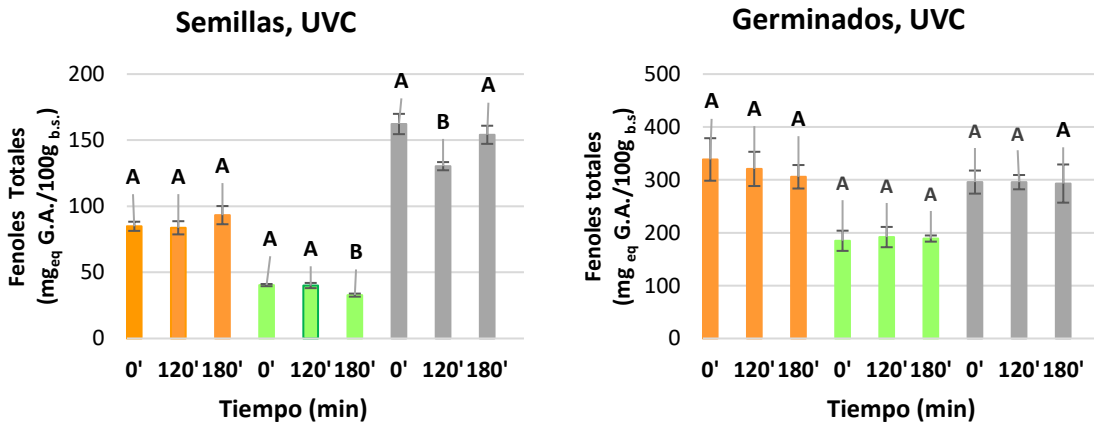 Semillas, UVC
Fenoles Totales
(mg eq G.A./100g b.s.)
200
150
100
50
0
A
A
A
A
A
B
A
B
A
0' 120' 180' 0' 120' 180' 0' 120' 180'
Tiempo (min)
Germinados, UVC
Fenoles totales
(mg eq G.A./100g b.s)
500
400
300
200
100
0
A
A
A
A
A
A
A
A
A
0' 120' 180' 0' 120' 180' 0' 120' 180'
Tiempo (min)